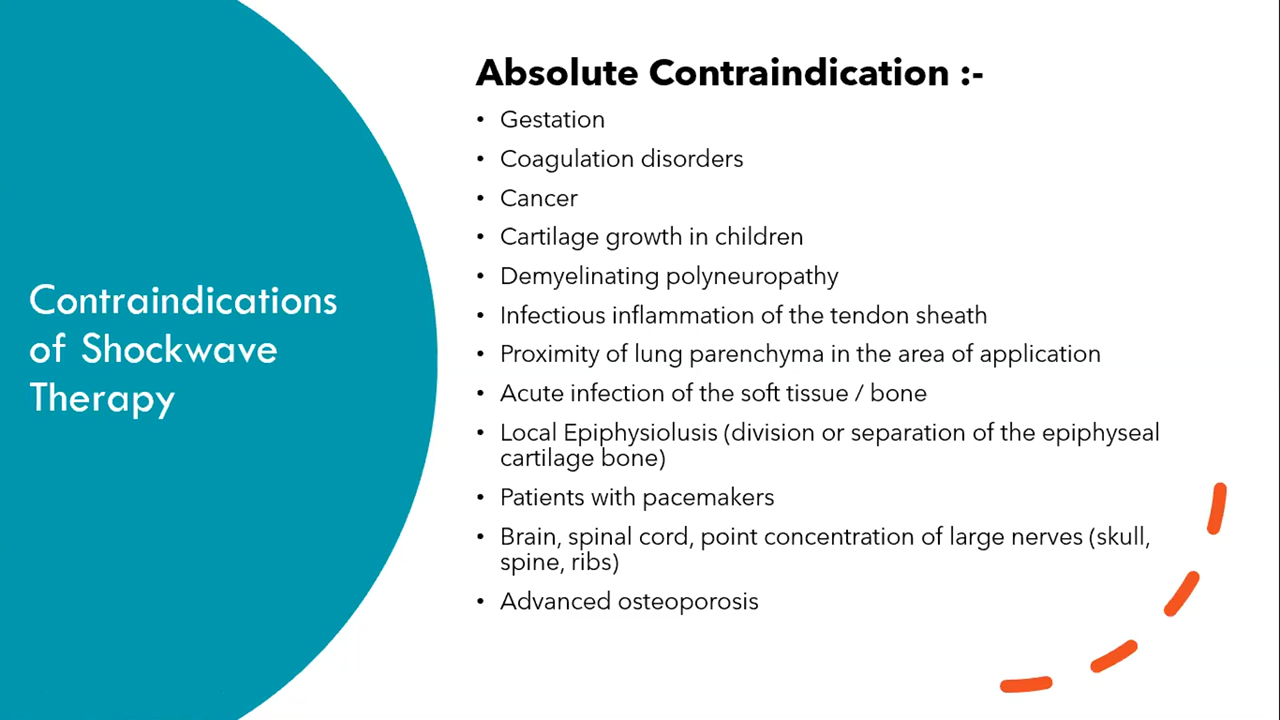 Contraindications
of Shockwave
Therapy
Absolute Contraindication :-
• Gestation
• Coagulation disorders
• Cancer
• Cartilage growth in children
• Demyelinating polyneuropathy
• Infectious inflammation of the tendon sheath
• Proximity of lung parenchyma in the area of application
• Acute infection of the soft tissue / bone
• Local Epiphysiolusis (division or separation of the epiphyseal
cartilage bone)
• Patients with pacemakers
• Brain, spinal cord, point concentration of large nerves (skull,
spine, ribs)
• Advanced osteoporosis